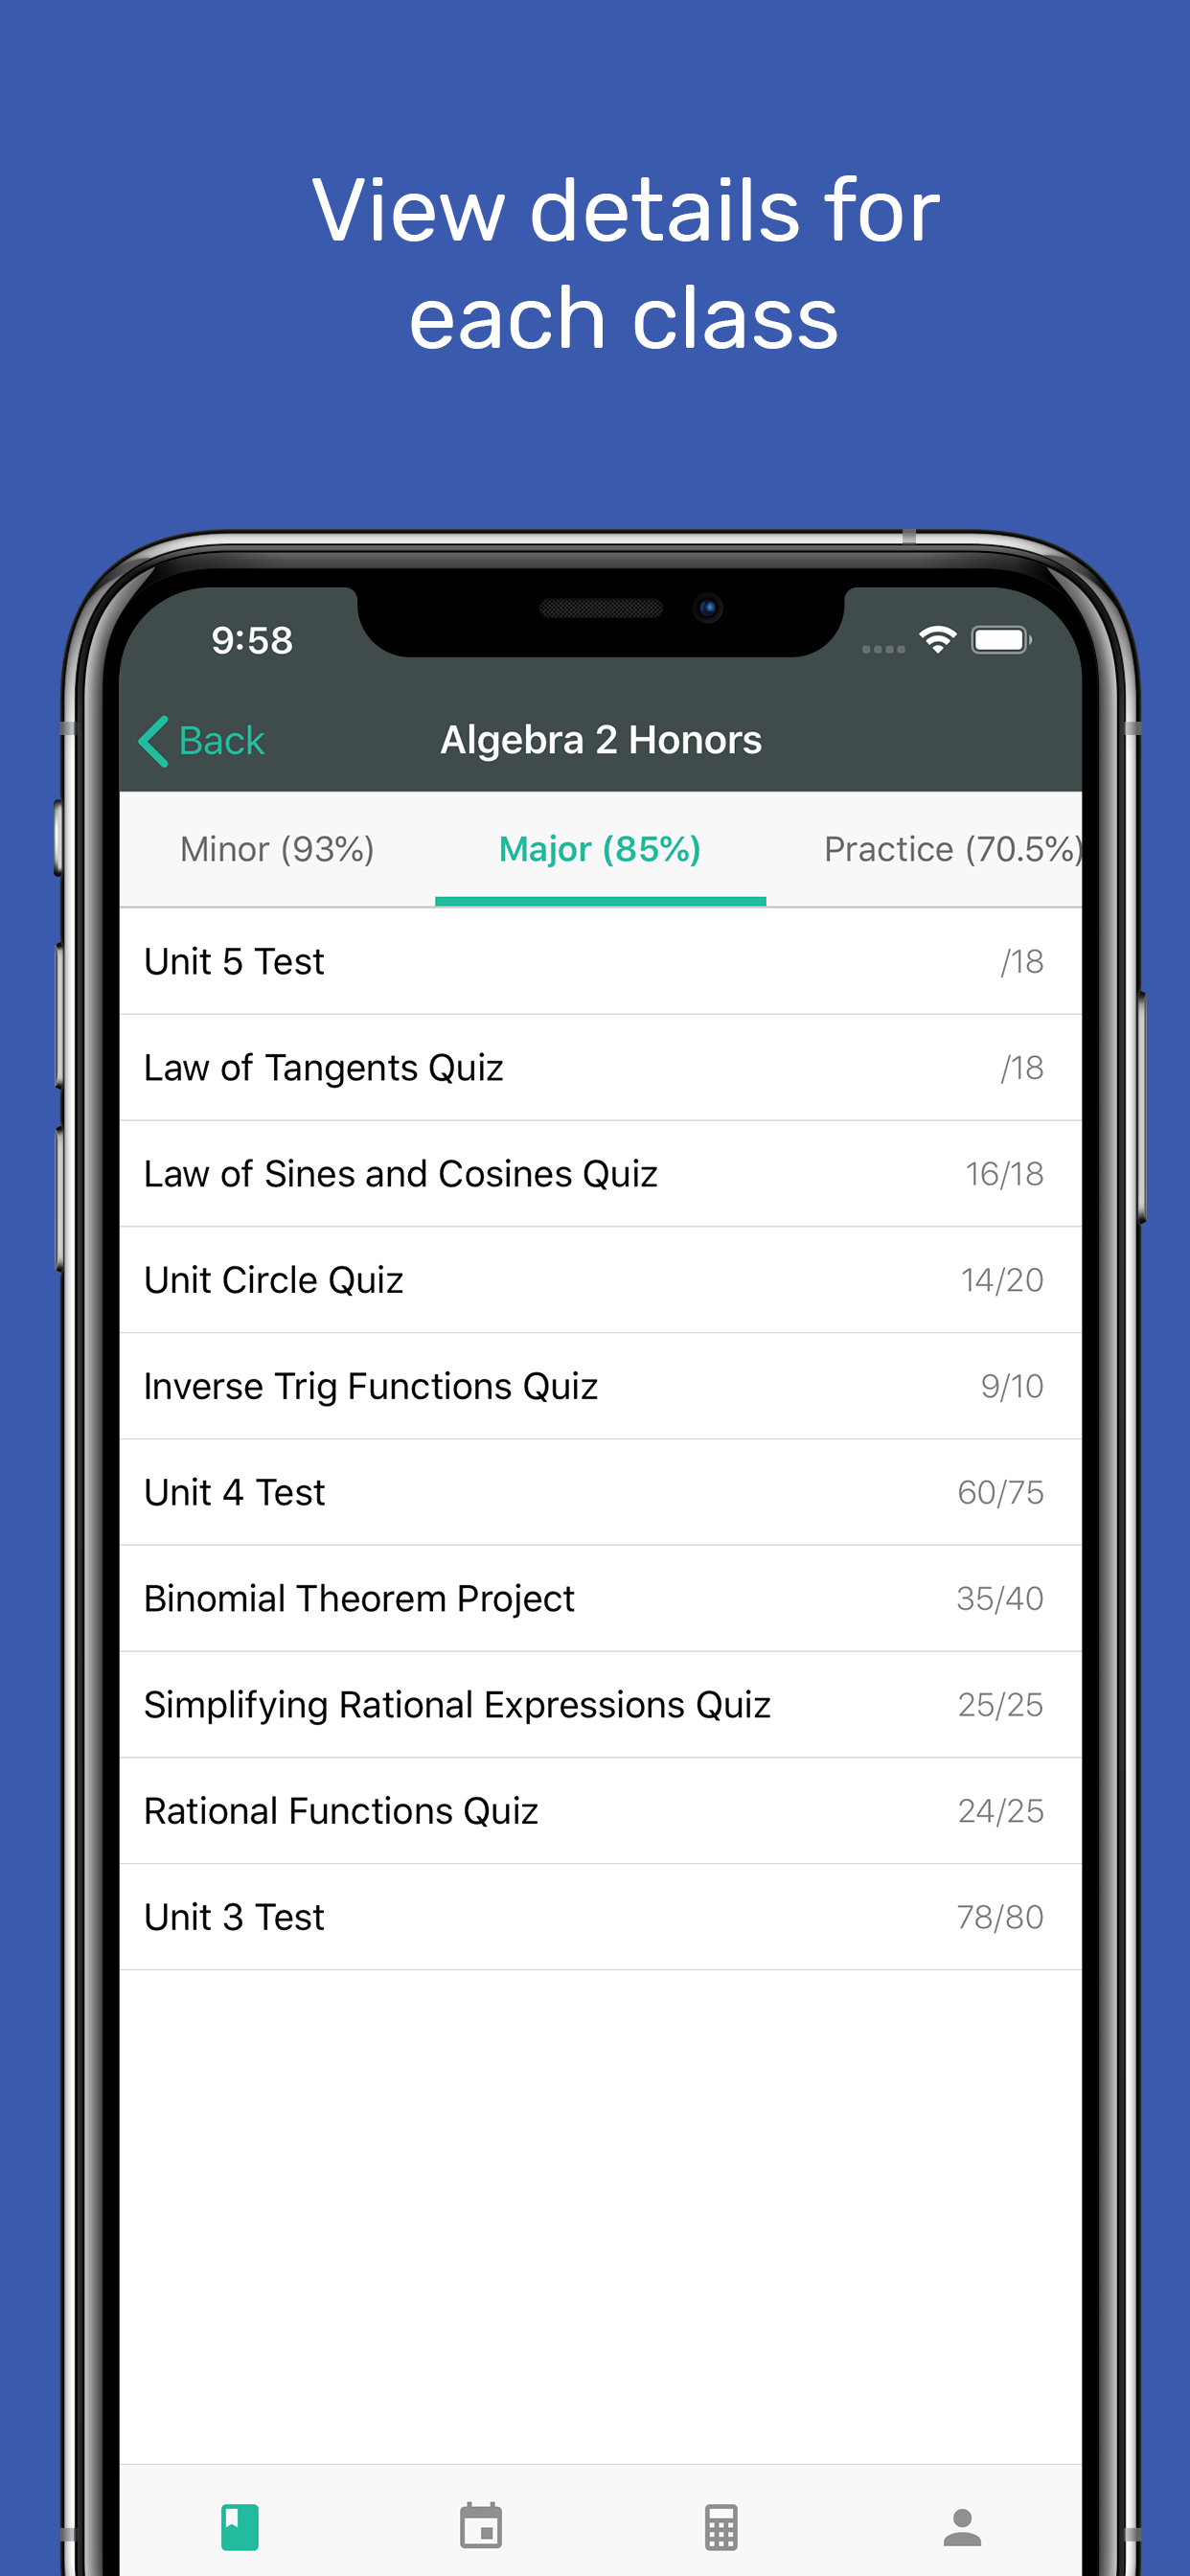 View details for
each class
9:58
Back
Algebra 2 Honors
Minor (93%)
Major (85%)
Practice (70.5%)
Unit 5 Test /18
Law of Tangents Quiz /18
Law of Sines and Cosines Quiz 16/18
Unit Circle Quiz 14/20
Inverse Trig Functions Quiz 9/10
Unit 4 Test 60/75
Binomial Theorem Project 35/40
Simplifying Rational Expressions Quiz 25/25
Rational Functions Quiz 24/25
Unit 3 Test 78/80